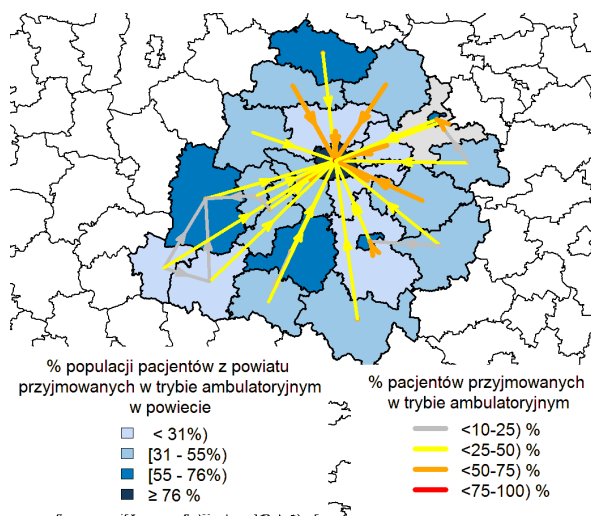 % populacji pacjentów z powiatu
przyjmowanych w trybie ambulatoryjnym
w powiecie
< 31%)
[31 - 55%)
[55 - 76%)
≥ 76 %
% pacjentów przyjmowanych
w trybie ambulatoryjnym
<10-25) %
<25-50) %
<50-75) %
<75-100) %